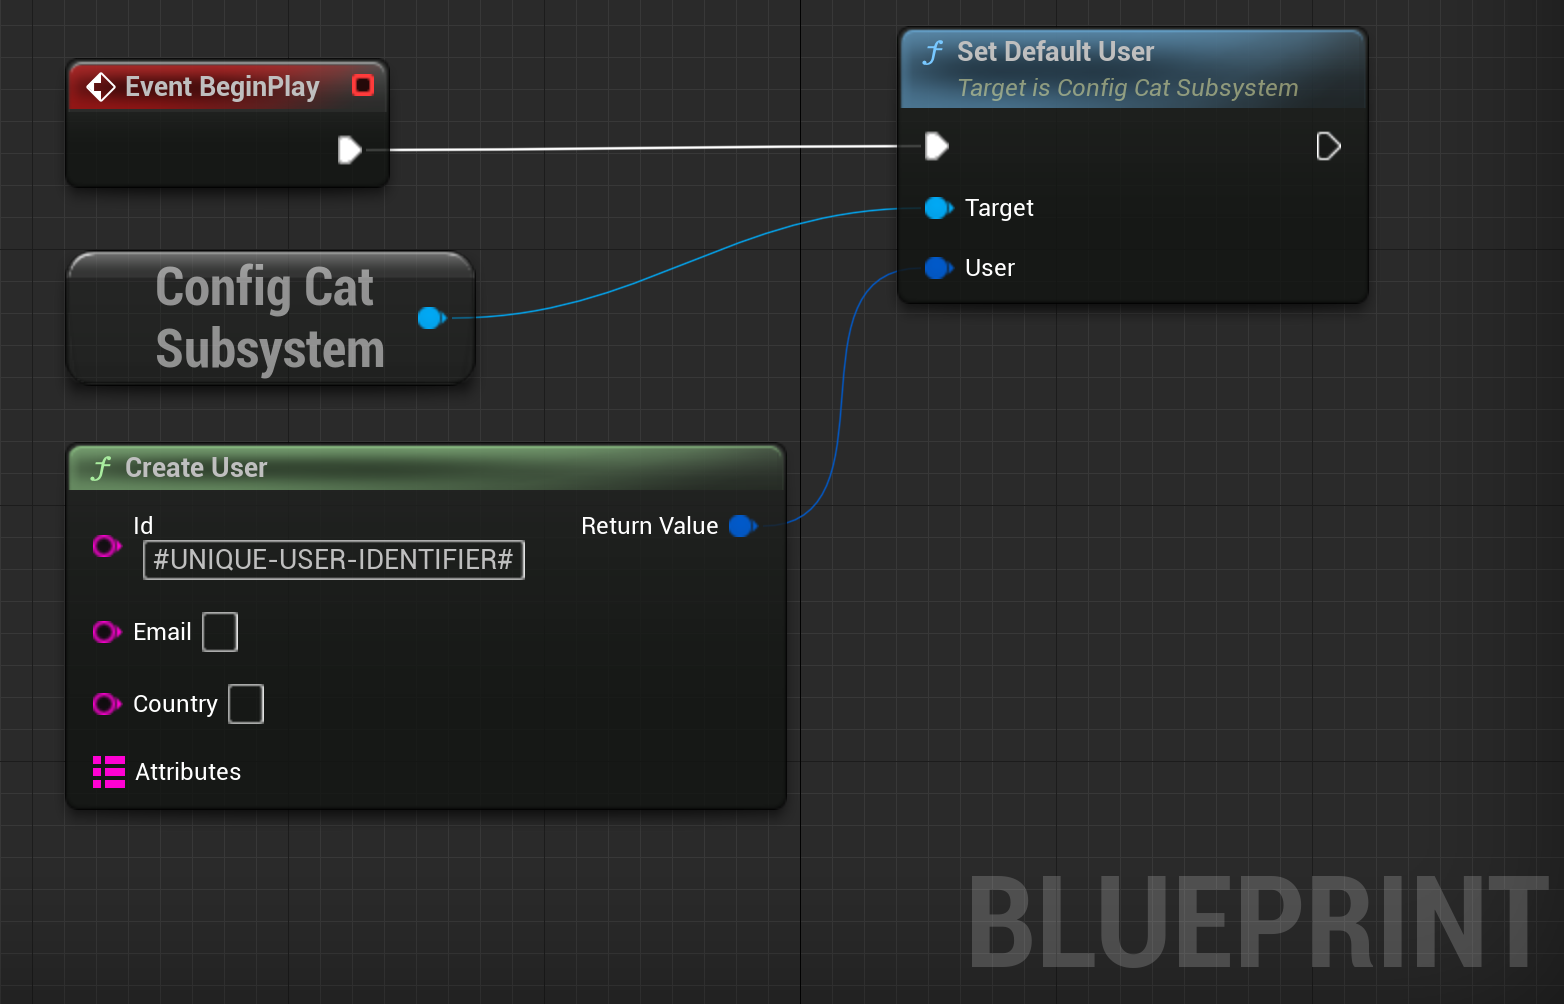 Event BeginPlay
Set Default User
Target is Config Cat Subsystem
Target
User
Config Cat
Subsystem
Create User
Id
#UNIQUE-USER-IDENTIFIER#
Return Value
Email
Country
Attributes
BLUEPRINT